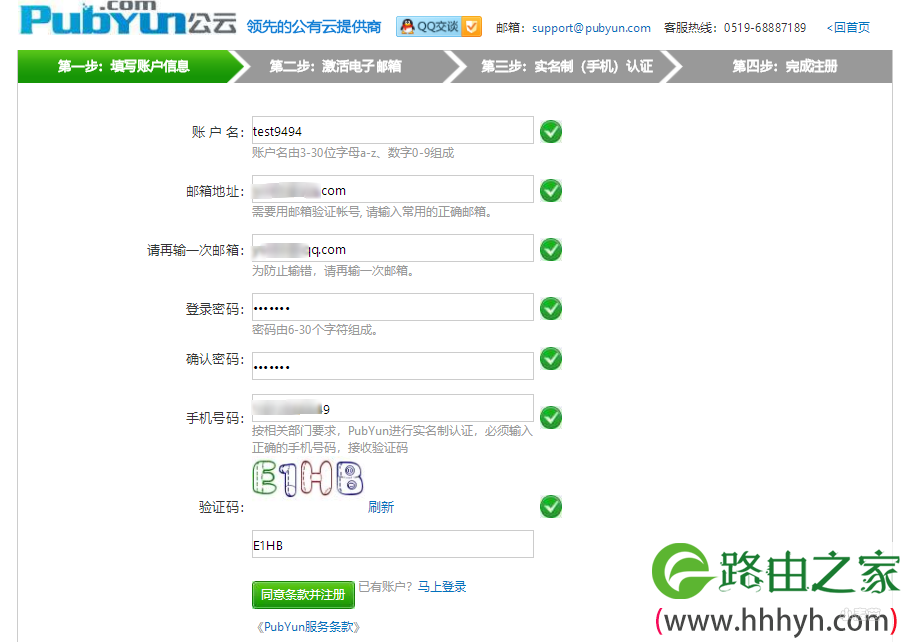 .com
PubYun公云 领先的公有云提供商 QQ交谈 邮箱：support@pubyun.com 客服热线：0519-68887189 <回首页
第一步：填写账户信息 第二步：激活电子邮箱 第三步：实名制（手机）认证 第四步：完成注册
账 户 名：test9494
账户名由3-30位字母a-z、数字0-9组成
邮箱地址：com
需要用邮箱验证帐号, 请输入常用的正确邮箱。
请再输一次邮箱：qq.com
为防止输错，请再输一次邮箱。
登录密码：•••••••
密码由6-30个字符组成。
确认密码：•••••••
手机号码：9
按相关部门要求，PubYun进行实名制认证，必须输入
正确的手机号码，接收验证码
E1HB
验证码：刷新
E1HB
同意条款并注册 已有账户？马上登录
《PubYun服务条款》
路由之家
(www.hhhyh.com)